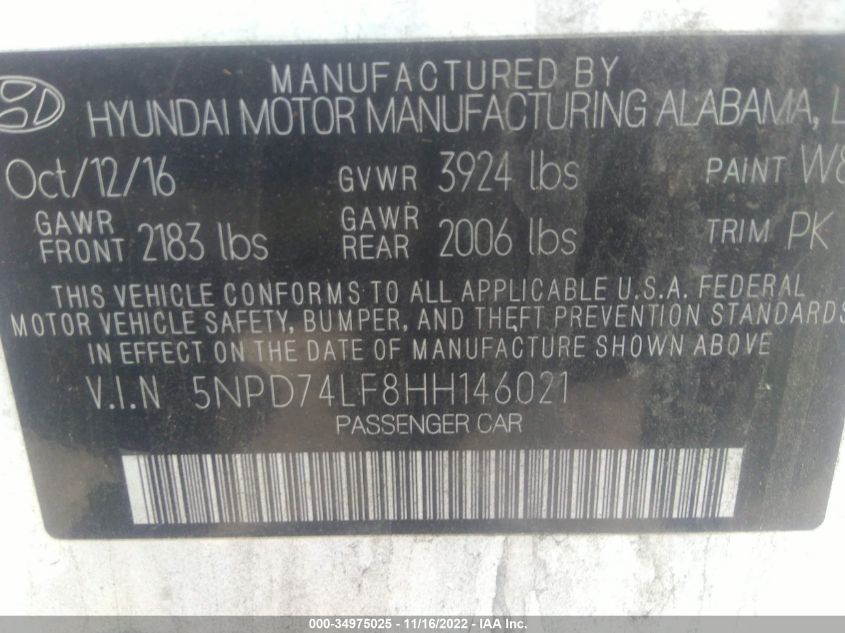 MANUFACTURED BY
HYUNDAI MOTOR MANUFACTURING ALABAMA, L
Oct/12/16 GVWR 3924 lbs PAINT W8
GAWR FRONT 2183 lbs GAWR REAR 2006 lbs TRIM PK
THIS VEHICLE CONFORMS TO ALL APPLICABLE U.S.A. FEDERAL
MOTOR VEHICLE SAFETY, BUMPER, AND THEFT PREVENTION STANDARDS
IN EFFECT ON THE DATE OF MANUFACTURE SHOWN ABOVE
V.I.N 5NPD74LF8HH146021
PASSENGER CAR
000-34975025 - 11/16/2022 - IAA Inc.